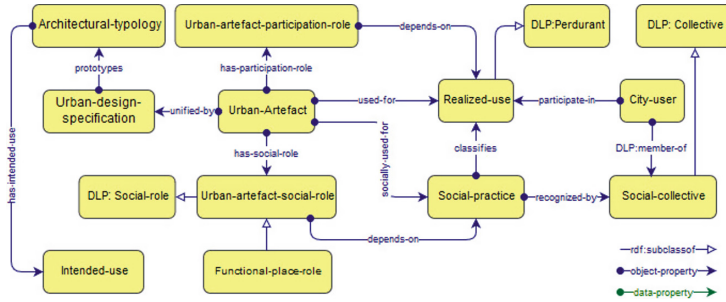 Architectural-typology
Urban-artefact-participation-role
depends-on
DLP:Perdurant
DLP: Collective
prototypes
has-participation-role
Urban-design-
specification
unified-by
Urban-Artefact
used-for
Realized-use
participate-in
City-user
has-intended-use
has-social-role
socially-used-for
classifies
DLP:member-of
DLP: Social-role
Urban-artefact-social-role
Social-practice
recognized-by
Social-collective
depends-on
Intended-use
Functional-place-role
rdf:subclassof
object-property
data-property